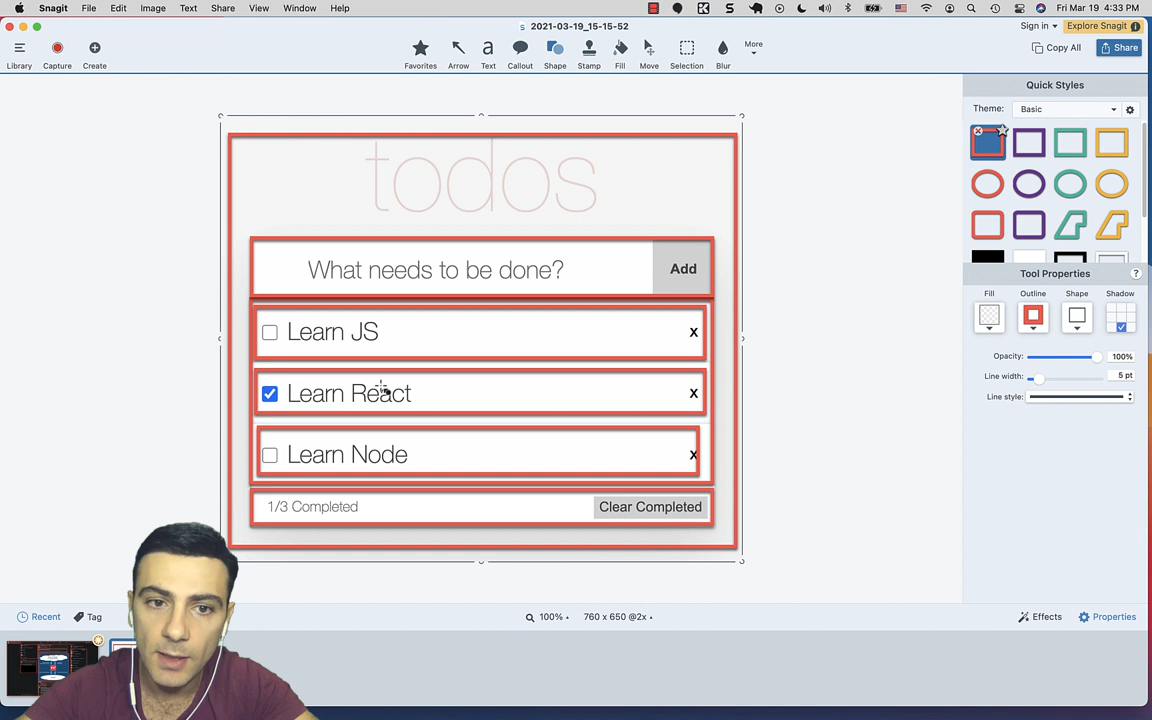 Snagit File Edit Image Text Share View Window Help Fri Mar 19 4:33 PM
2021-03-19_15-15-52
Sign in Explore Snagit
Library Capture Create Favorites Arrow Text Callout Shape Stamp Fill Move Selection Blur More Copy All Share
Quick Styles
Theme: Basic
todos
What needs to be done? Add
Learn JS x
Learn React x
Learn Node x
1/3 Completed Clear Completed
Tool Properties ?
Fill Outline Shape Shadow
Opacity: 100%
Line width: 5 pt
Line style:
Recent Tag 100% 760 x 650 @2x Effects Properties